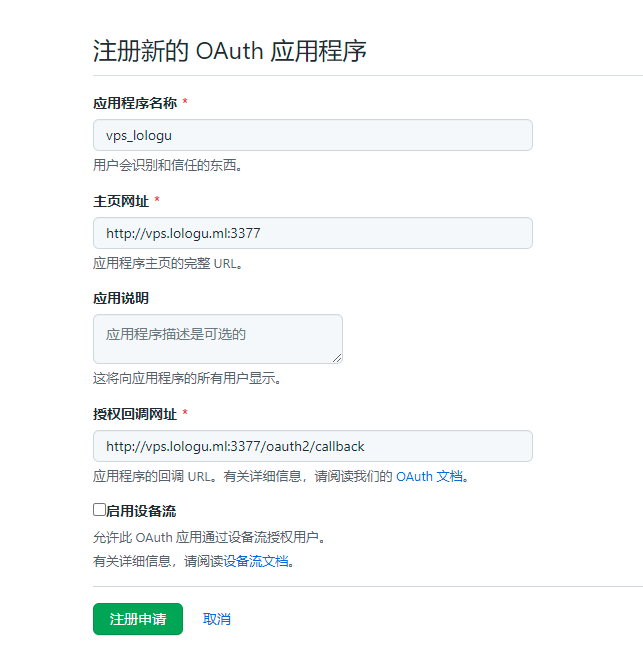 注册新的 OAuth 应用程序
应用程序名称 *
vps_lologu
用户会识别和信任的东西。
主页网址 *
http://vps.lologu.ml:3377
应用程序主页的完整 URL。
应用说明
应用程序描述是可选的
这将向应用程序的所有用户显示。
授权回调网址 *
http://vps.lologu.ml:3377/oauth2/callback
应用程序的回调 URL。有关详细信息，请阅读我们的 OAuth 文档。
启用设备流
允许此 OAuth 应用通过设备流授权用户。
有关详细信息，请阅读设备流文档。
注册申请 取消